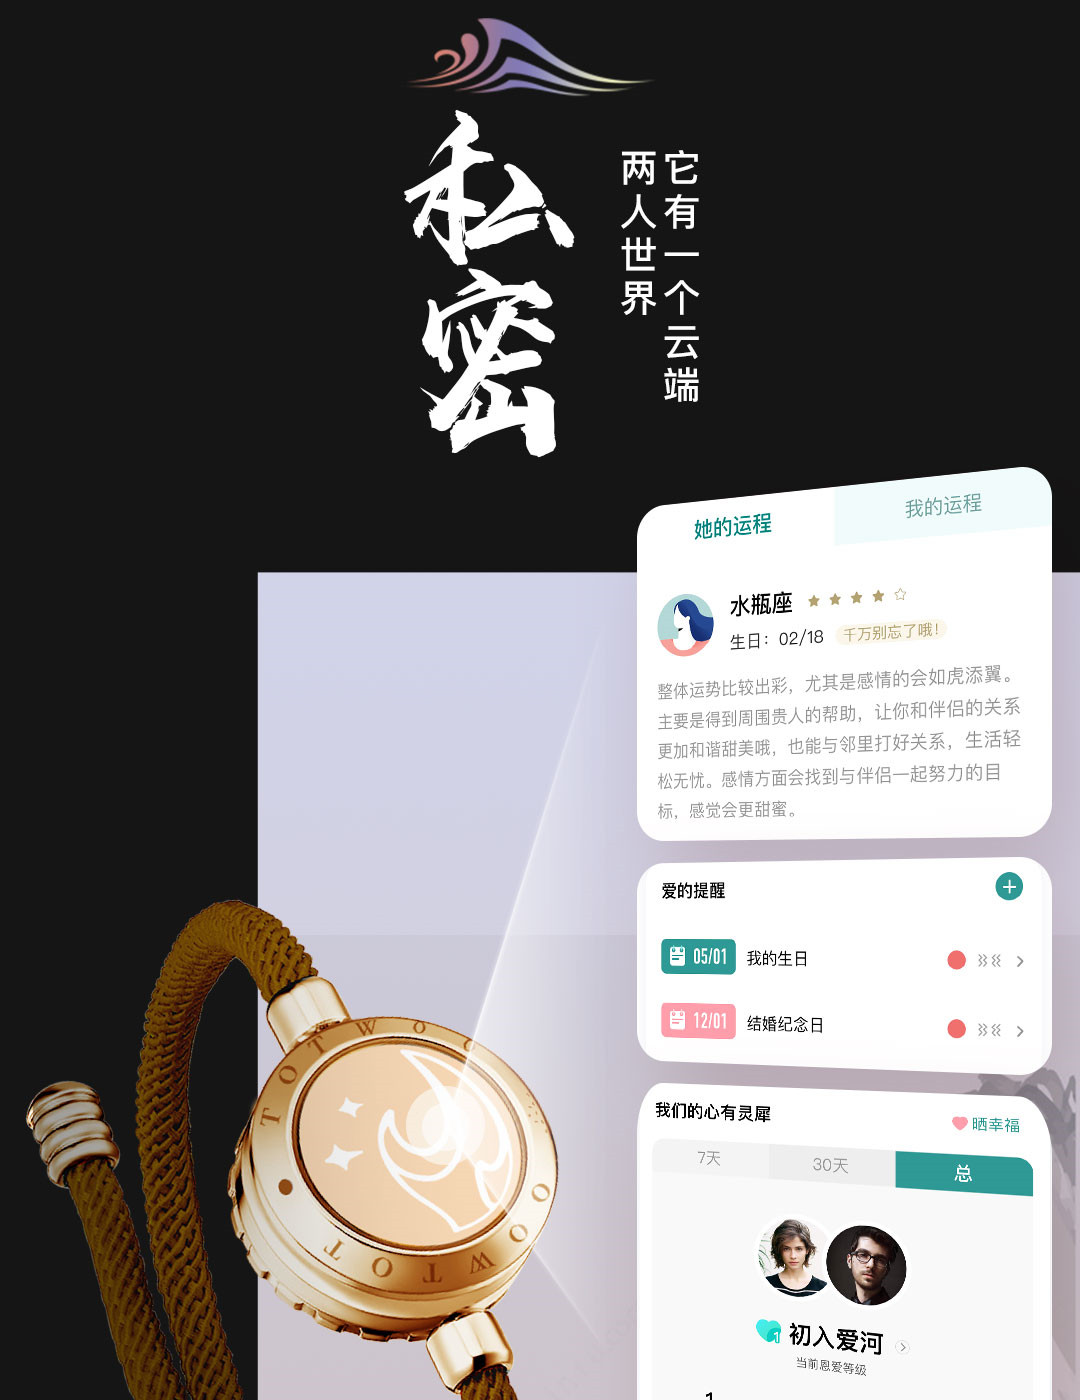 私密
它有一个云端
两人世界
她的运程
我的运程
水瓶座
生日：02/18
千万别忘了哦！
整体运势比较出彩，尤其是感情的会如虎添翼。
主要是得到周围贵人的帮助，让你和伴侣的关系
更加和谐甜美哦，也能与邻里打好关系，生活轻
松无忧。感情方面会找到与伴侣一起努力的目
标，感觉会更甜蜜。
爱的提醒
05/01 我的生日
12/01 结婚纪念日
我们的心有灵犀
晒幸福
7天
30天
总
1 初入爱河
当前恩爱等级
1
TOTWOO
TOTWOO